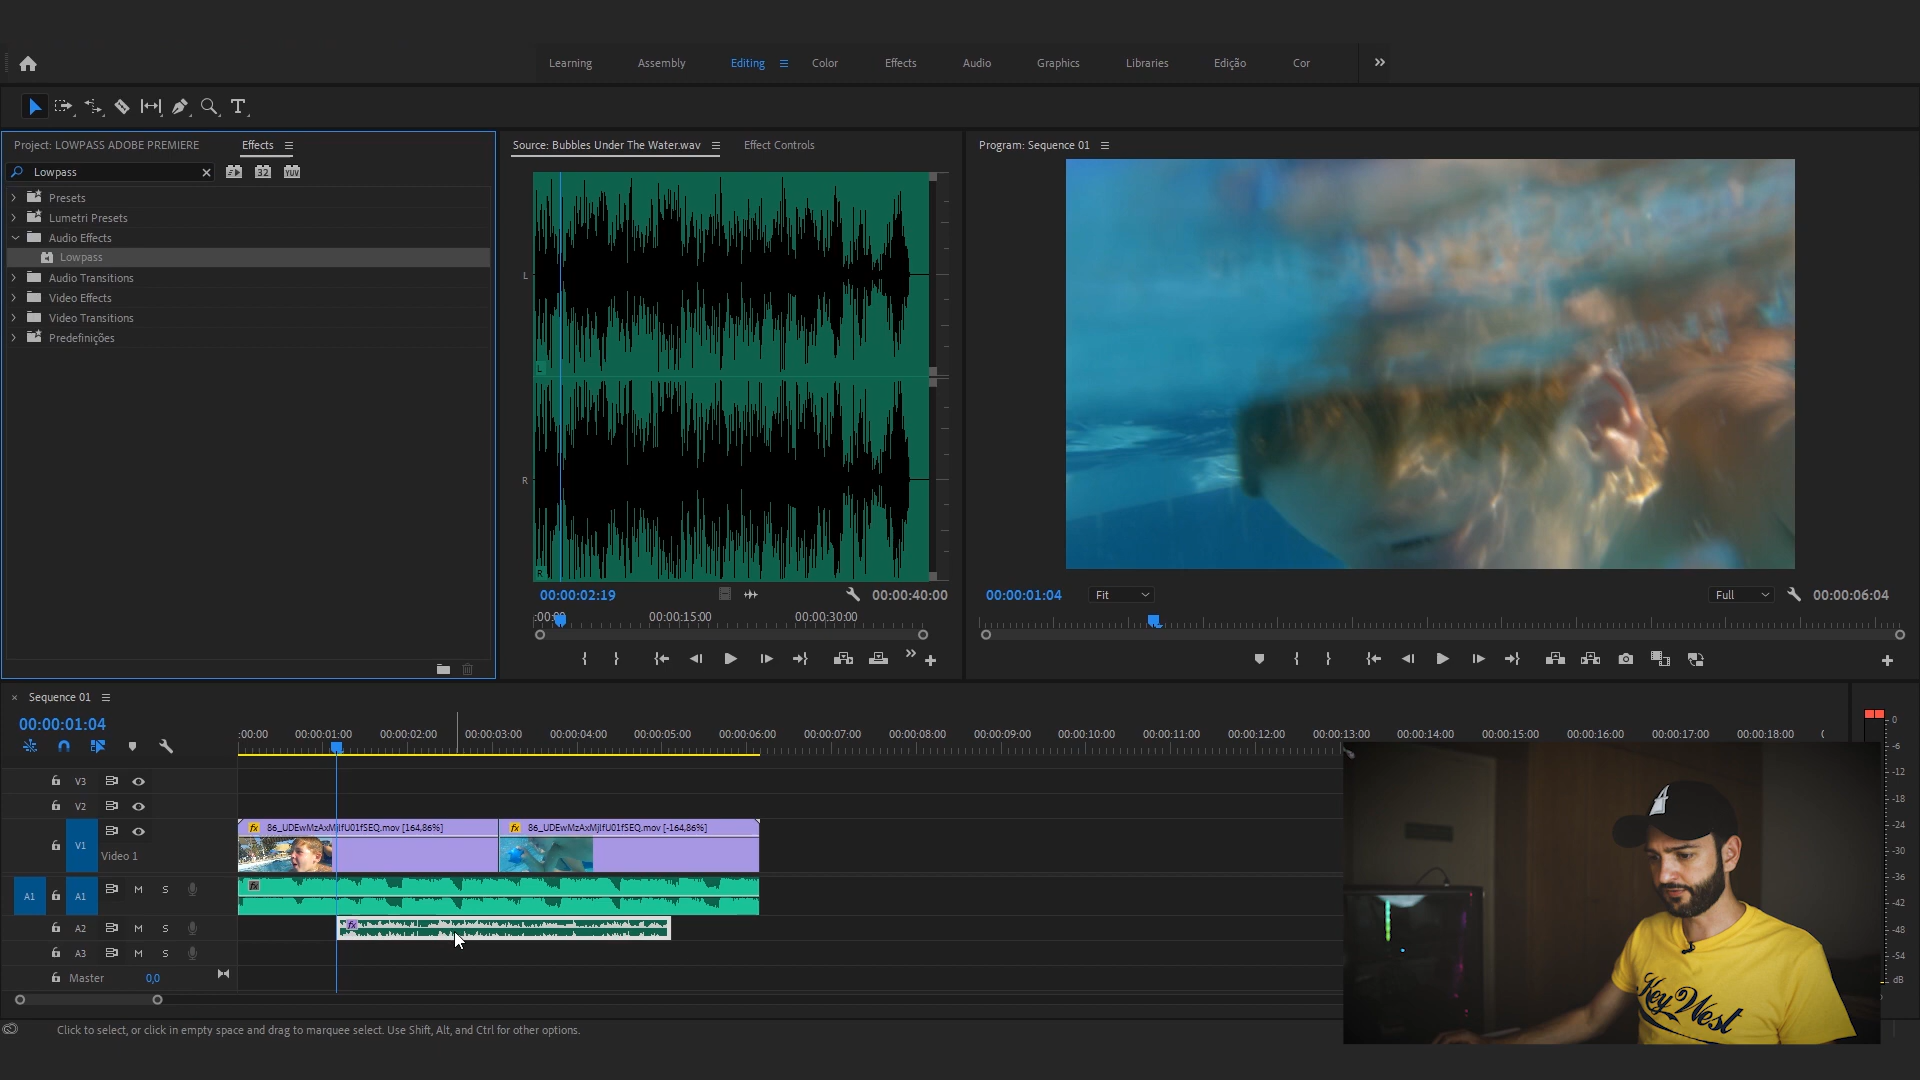 Learning Assembly Editing Color Effects Audio Graphics Libraries Edição Cor
Project: LOWPASS ADOBE PREMIERE Effects
Lowpass
32 YUV
Presets
Lumetri Presets
Audio Effects
Lowpass
Audio Transitions
Video Effects
Video Transitions
Predefinições
Source: Bubbles Under The Water.wav Effect Controls
L
L
R
R
00:00:02:19 00:00:40:00
:00:00 00:00:15:00 00:00:30:00
Program: Sequence 01
00:00:01:04 Fit Full 00:00:06:04
Sequence 01
00:00:01:04
:00:00 00:00:01:00 00:00:02:00 00:00:03:00 00:00:04:00 00:00:05:00 00:00:06:00 00:00:07:00 00:00:08:00 00:00:09:00 00:00:10:00 00:00:11:00 00:00:12:00 00:00:13:00 00:00:14:00 00:00:15:00 00:00:16:00 00:00:17:00 00:00:18:00
V3
V2
fx 86_UDEwMzAxMjlfU01fSEQ.mov [164,86%] fx 86_UDEwMzAxMjlfU01fSEQ.mov [-164,86%]
V1
Video 1
A1 A1 M S fx
A2 M S fx
A3 M S
Master 0,0
0
-6
-12
-18
-24
-30
-36
-42
-48
-54
dB
Key West
Click to select, or click in empty space and drag to marquee select. Use Shift, Alt, and Ctrl for other options.